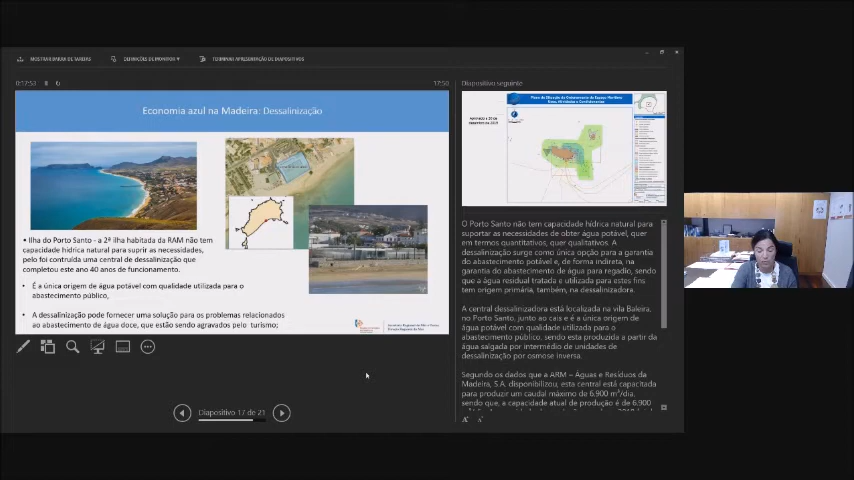 MOSTRAR BARRA DE TAREFAS
DEFINIÇÕES DE MONITOR
TERMINAR APRESENTAÇÃO DE DIAPOSITIVOS
0:17:53
17:50
Economia azul na Madeira: Dessalinização
• Ilha do Porto Santo - a 2ª ilha habitada da RAM não tem
capacidade hídrica natural para suprir as necessidades,
pelo foi construída uma central de dessalinização que
completou este ano 40 anos de funcionamento.
• É a única origem de água potável com qualidade utilizada para o
abastecimento público,
• A dessalinização pode fornecer uma solução para os problemas relacionados
ao abastecimento de água doce, que estão sendo agravados pelo turismo;
Diapositivo 17 de 21
Diapositivo seguinte
O Porto Santo não tem capacidade hídrica natural para
suportar as necessidades de obter água potável, quer
em termos quantitativos, quer qualitativos. A
dessalinização surge como única opção para a garantia
do abastecimento potável e, de forma indireta, na
garantia do abastecimento de água para regadio, sendo
que a água residual tratada e utilizada para estes fins
tem origem primária, também, na dessalinizadora.
A central dessalinizadora está localizada na vila Baleira,
no Porto Santo, junto ao cais e é a única origem de
água potável com qualidade utilizada para o
abastecimento público, sendo esta produzida a partir da
água salgada por intermédio de unidades de
dessalinização por osmose inversa.
Segundo os dados que a ARM – Águas e Resíduos da
Madeira, S.A. disponibilizou, esta central está capacitada
para produzir um caudal máximo de 6,900 m³/dia,
sendo que, a capacidade atual de produção é de 6,900